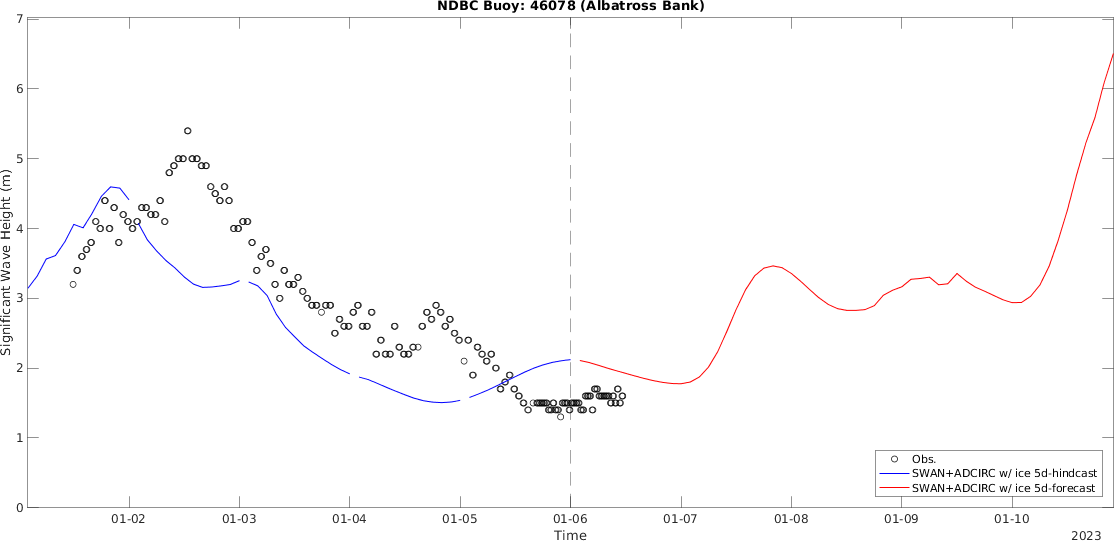 NDBC Buoy: 46078 (Albatross Bank)
7
6
5
4
3
2
1
0
Significant Wave Height (m)
01-02 01-03 01-04 01-05 01-06 01-07 01-08 01-09 01-10
Time
2023
Obs.
SWAN+ADCIRC w/ ice 5d-hindcast
SWAN+ADCIRC w/ ice 5d-forecast